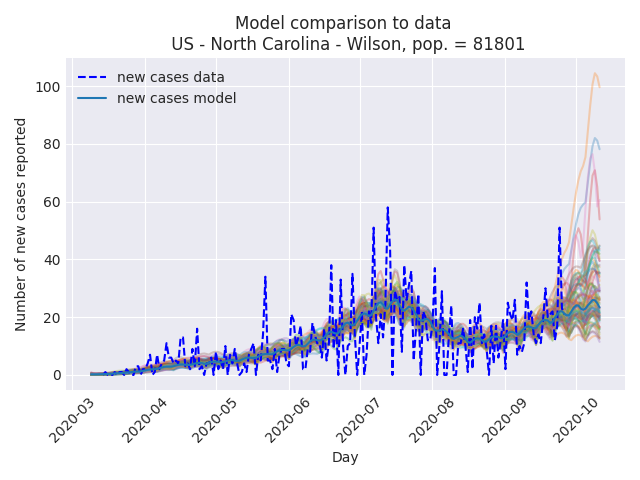 Model comparison to data
US - North Carolina - Wilson, pop. = 81801
new cases data
new cases model
Number of new cases reported
100
80
60
40
20
0
2020-03
2020-04
2020-05
2020-06
2020-07
2020-08
2020-09
2020-10
Day